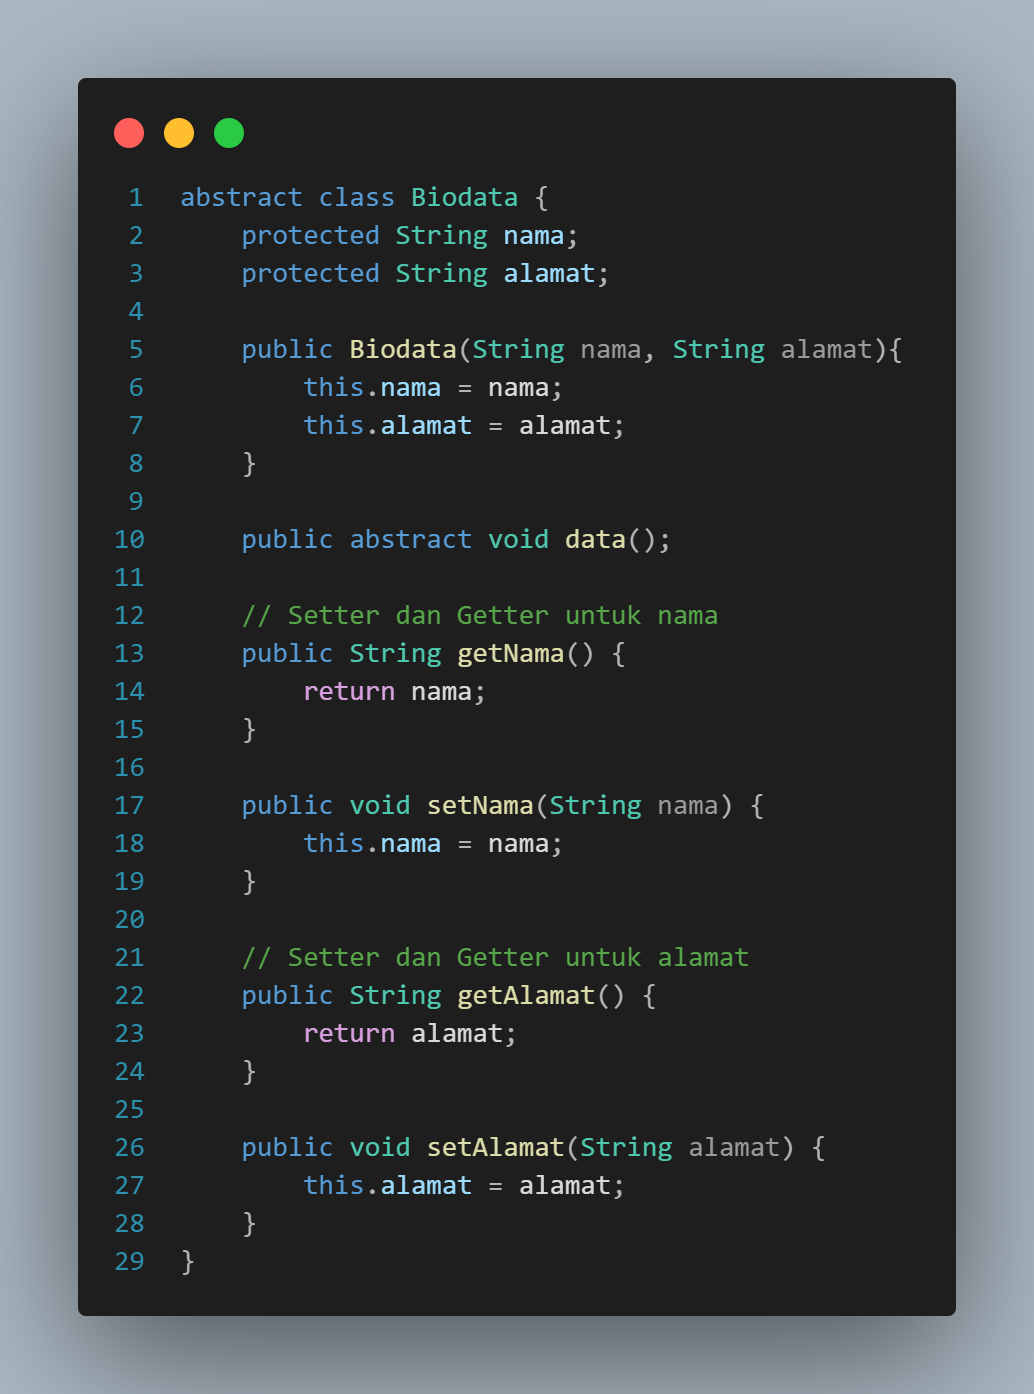 1 abstract class Biodata {
2     protected String nama;
3     protected String alamat;
4
5     public Biodata(String nama, String alamat){
6         this.nama = nama;
7         this.alamat = alamat;
8     }
9
10     public abstract void data();
11
12     // Setter dan Getter untuk nama
13     public String getNama() {
14         return nama;
15     }
16
17     public void setNama(String nama) {
18         this.nama = nama;
19     }
20
21     // Setter dan Getter untuk alamat
22     public String getAlamat() {
23         return alamat;
24     }
25
26     public void setAlamat(String alamat) {
27         this.alamat = alamat;
28     }
29 }